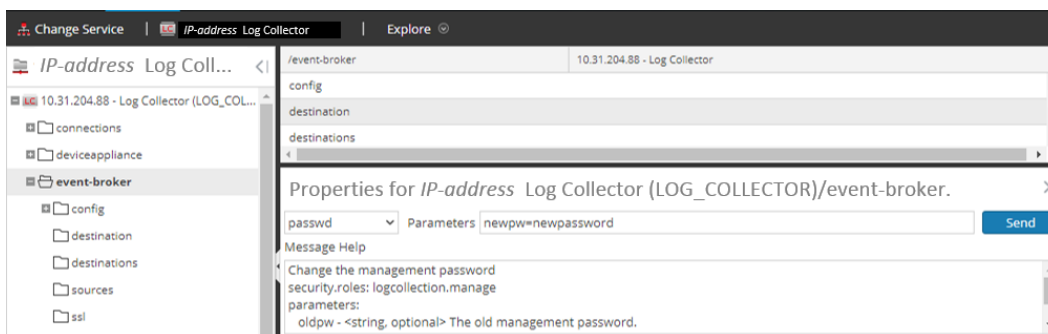 Change Service | LC IP-address Log Collector | Explore
IP-address Log Coll...
/event-broker 10.31.204.88 - Log Collector
config
destination
destinations
LC 10.31.204.88 - Log Collector (LOG_COL...
connections
deviceappliance
event-broker
config
destination
destinations
sources
ssl
Properties for IP-address Log Collector (LOG_COLLECTOR)/event-broker.
passwd Parameters newpw=newpassword Send
Message Help
Change the management password
security.roles: logcollection.manage
parameters:
oldpw - <string, optional> The old management password.